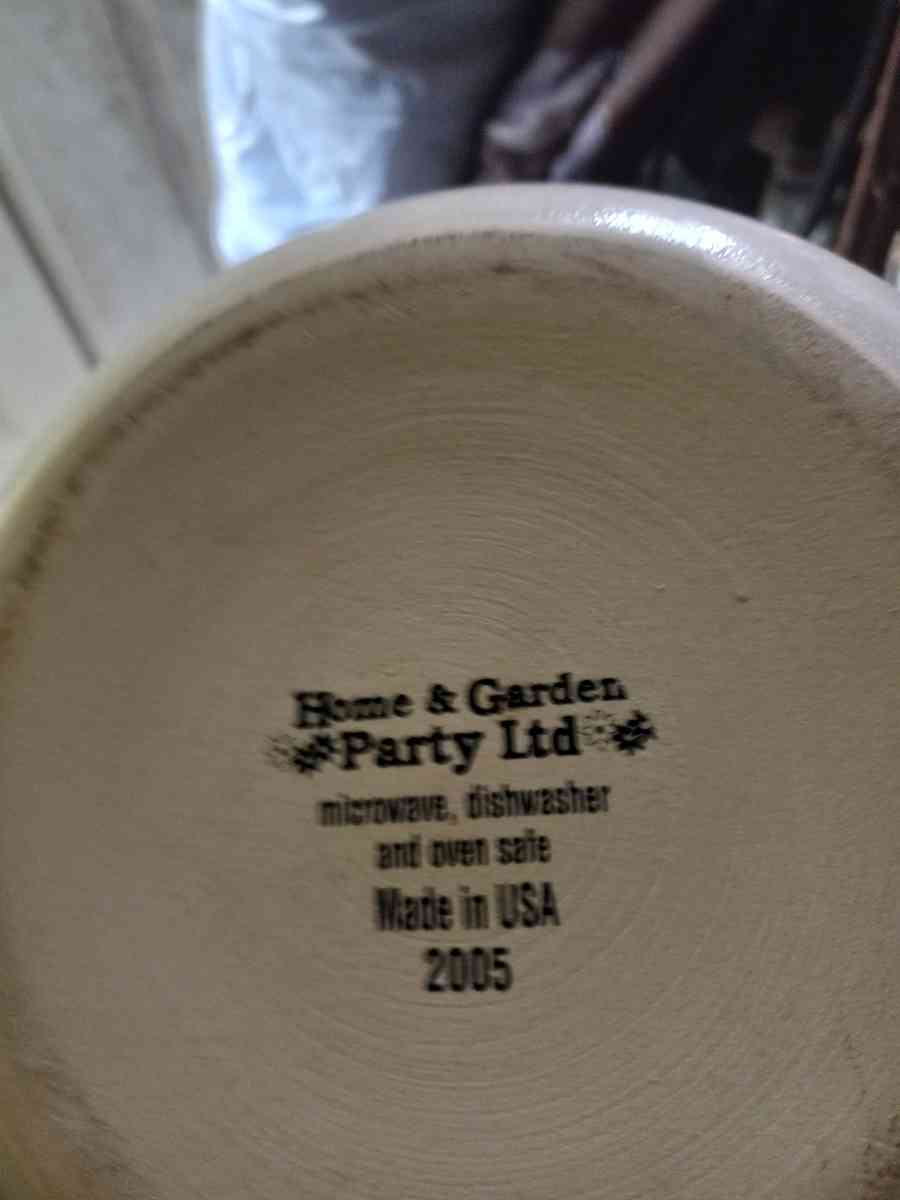 Home & Garden
Party Ltd
microwave, dishwasher
and oven safe
Made in USA
2005